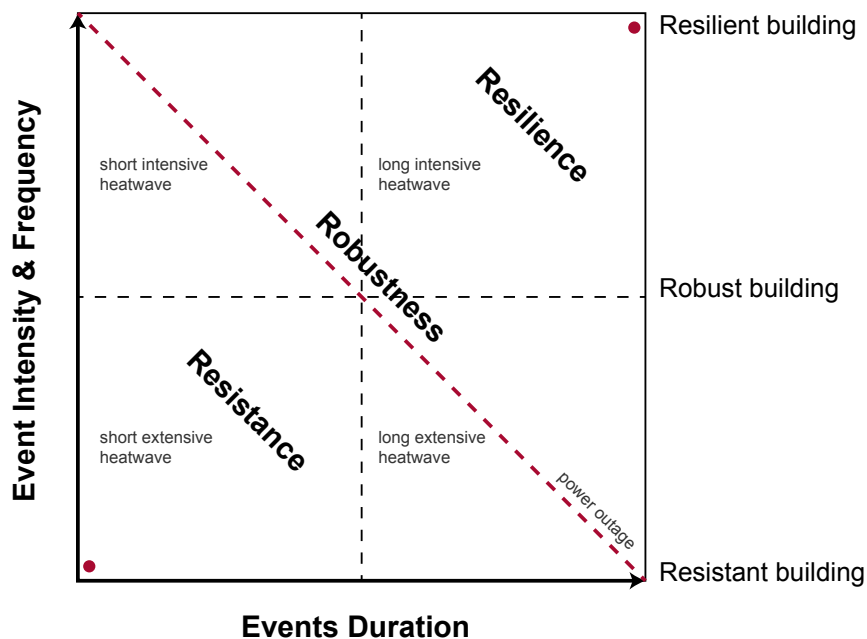 Resilient building
Resilience
short intensive
heatwave
long intensive
heatwave
Event Intensity & Frequency
Robustness
Robust building
Resistance
short extensive
heatwave
long extensive
heatwave
power outage
Resistant building
Events Duration